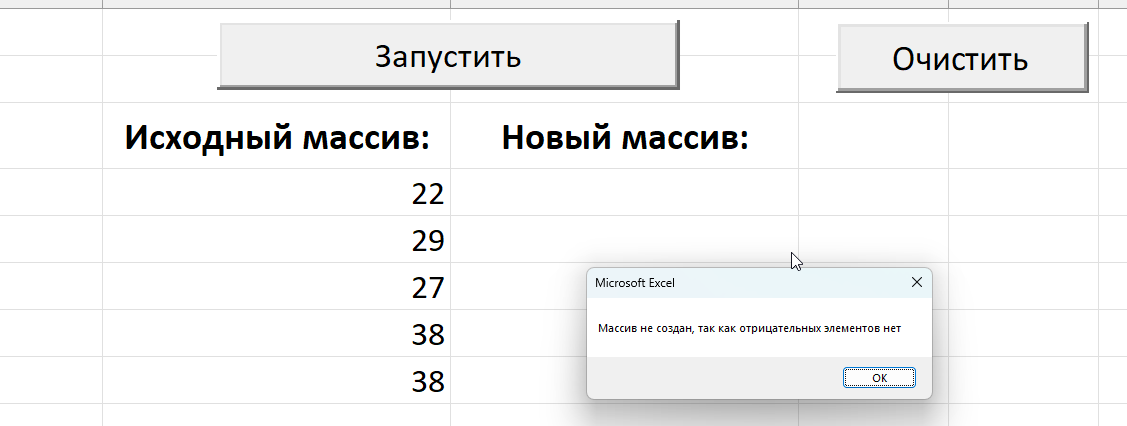 Запустить
Очистить
Исходный массив:
Новый массив:
22
29
27
38
38
Microsoft Excel
Массив не создан, так как отрицательных элементов нет
ОК